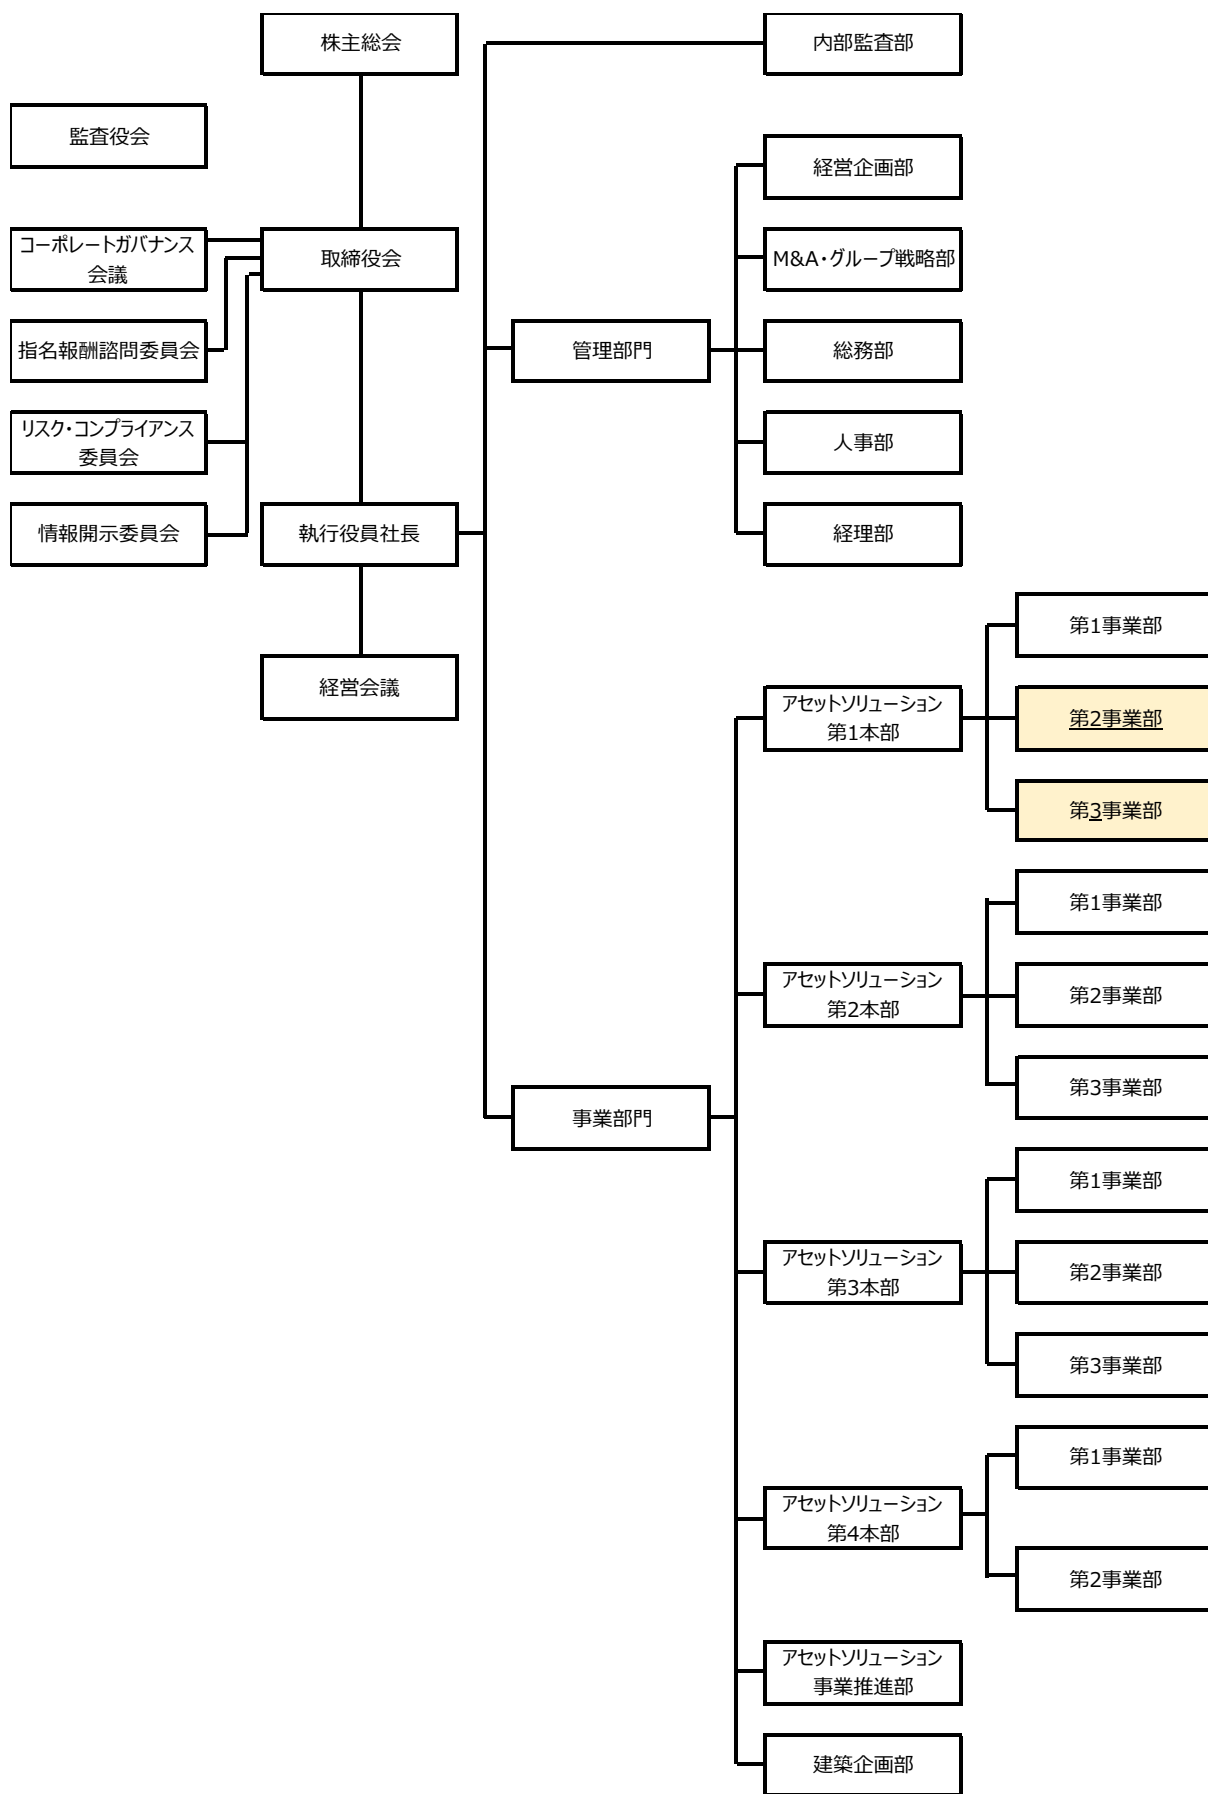 株主総会
内部監査部
監査役会
経営企画部
コーポレートガバナンス
会議
取締役会
M&A・グループ戦略部
指名報酬諮問委員会
管理部門
総務部
リスク・コンプライアンス
委員会
人事部
情報開示委員会
執行役員社長
経理部
経営会議
第1事業部
アセットソリューション
第1本部
第2事業部
第3事業部
第1事業部
アセットソリューション
第2本部
第2事業部
第3事業部
事業部門
第1事業部
アセットソリューション
第3本部
第2事業部
第3事業部
第1事業部
アセットソリューション
第4本部
第2事業部
アセットソリューション
事業推進部
建築企画部